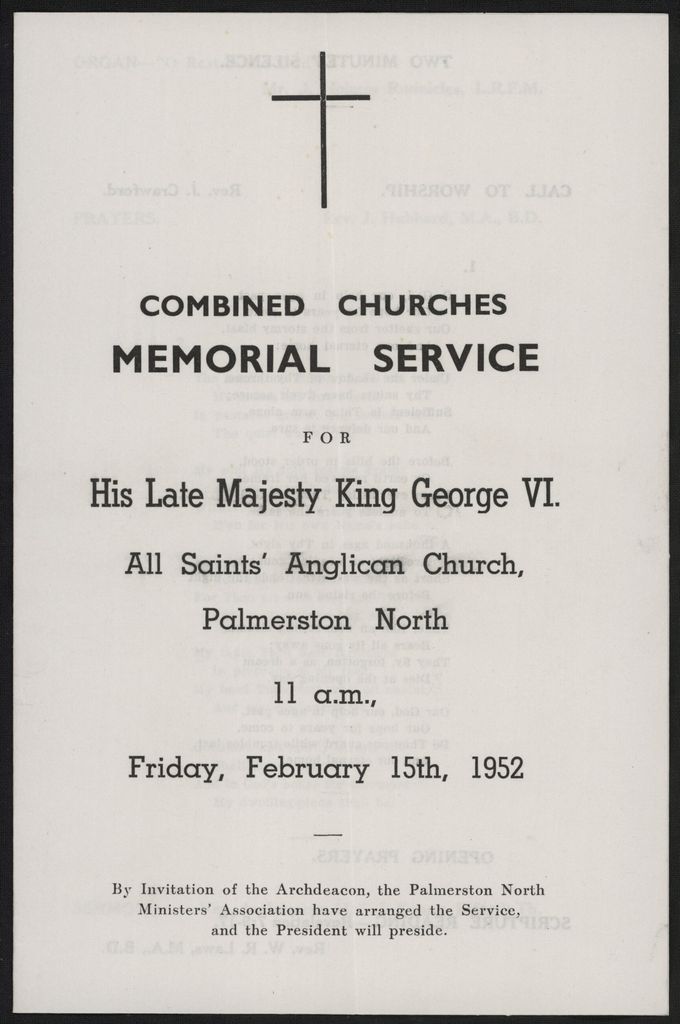 COMBINED CHURCHES
MEMORIAL SERVICE
FOR
His Late Majesty King George VI.
All Saints' Anglican Church,
Palmerston North
11 a.m.,
Friday, February 15th, 1952
By Invitation of the Archdeacon, the Palmerston North
Ministers' Association have arranged the Service,
and the President will preside.